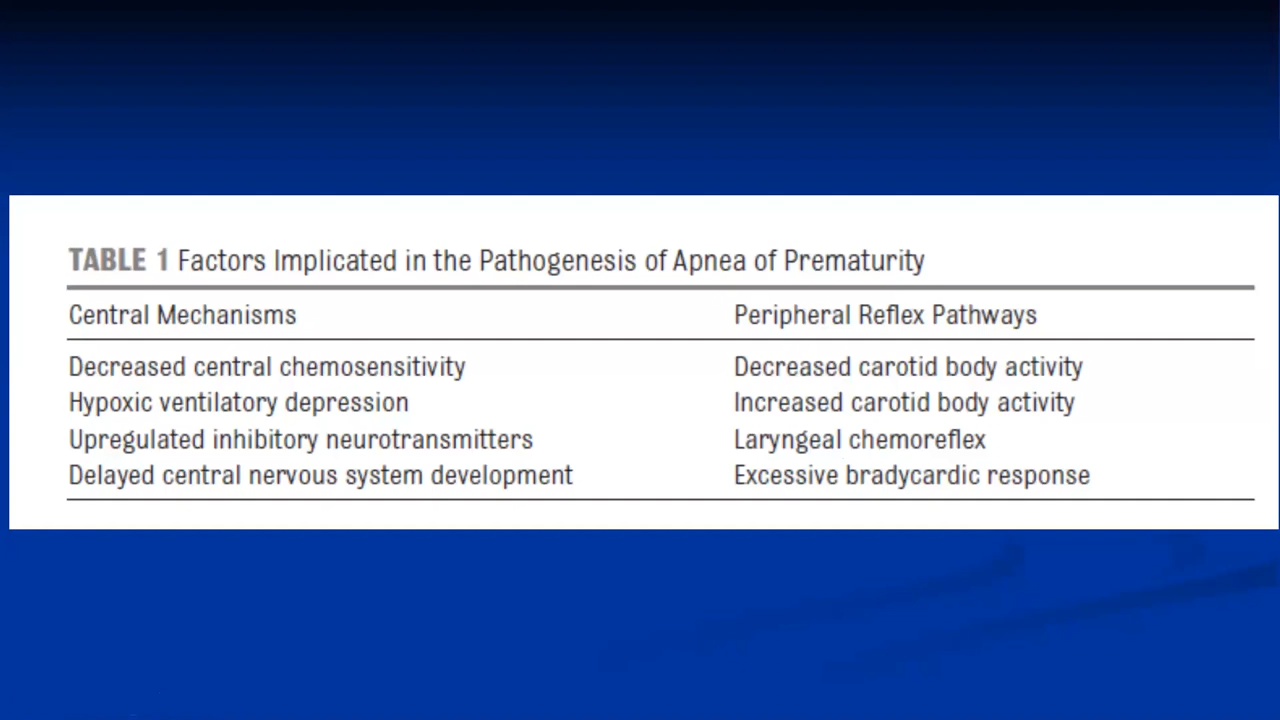 TABLE 1 Factors Implicated in the Pathogenesis of Apnea of Prematurity
Central Mechanisms Peripheral Reflex Pathways
Decreased central chemosensitivity Decreased carotid body activity
Hypoxic ventilatory depression Increased carotid body activity
Upregulated inhibitory neurotransmitters Laryngeal chemoreflex
Delayed central nervous system development Excessive bradycardic response